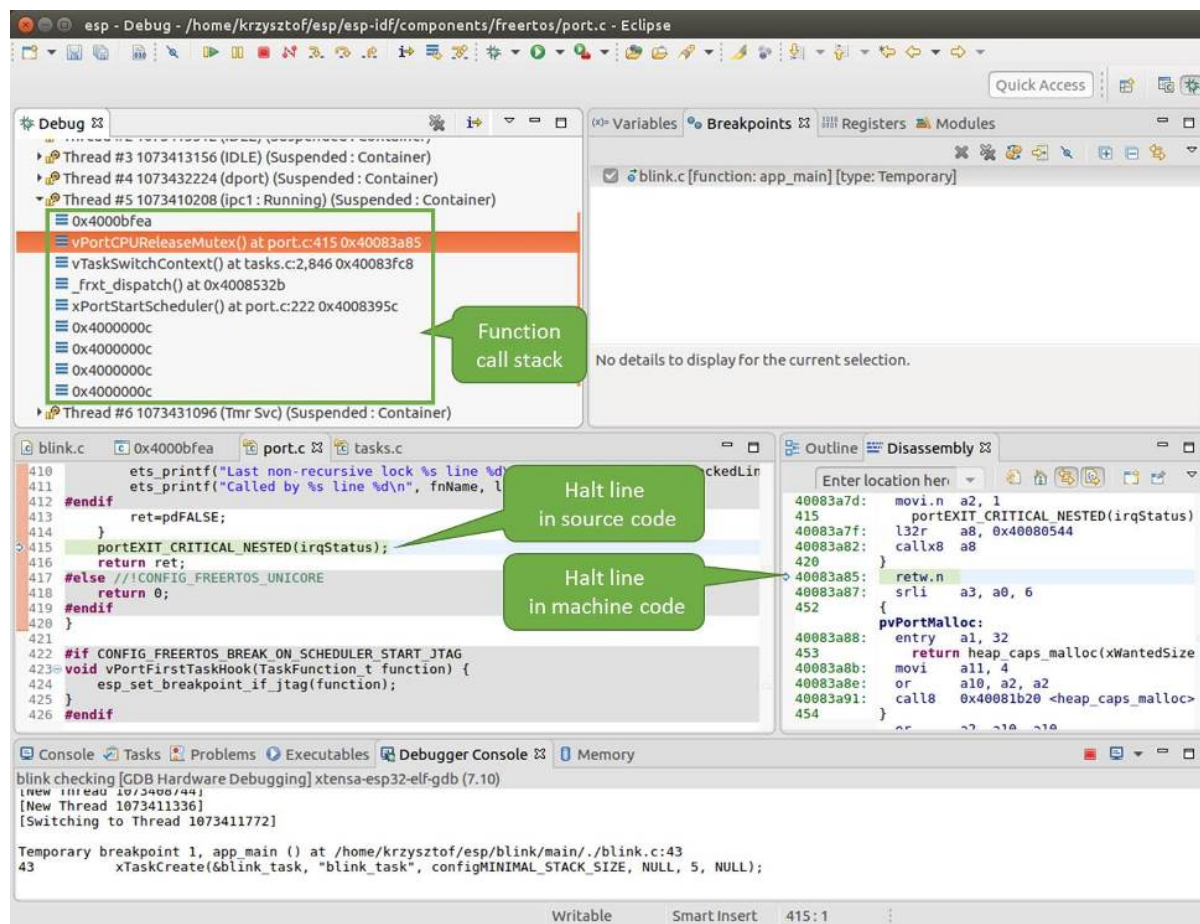 esp - Debug - /home/krzysztof/esp/esp-idf/components/freertos/port.c - Eclipse
Quick Access
Debug
Thread #3 1073413156 (IDLE) (Suspended : Container)
Thread #4 1073432224 (dport) (Suspended : Container)
Thread #5 1073410208 (ipc1 : Running) (Suspended : Container)
0x4000bfea
vPortCPUReleaseMutex() at port.c:415 0x40083a85
vTaskSwitchContext() at tasks.c:2,846 0x40083fc8
_frxt_dispatch() at 0x4008532b
xPortStartScheduler() at port.c:222 0x4008395c
0x4000000c
0x4000000c
0x4000000c
0x4000000c
Thread #6 1073431096 (Tmr Svc) (Suspended : Container)
Function
call stack
(x)= Variables Breakpoints Registers Modules
blink.c [function: app_main] [type: Temporary]
No details to display for the current selection.
blink.c 0x4000bfea port.c tasks.c
410 ets_printf("Last non-recursive lock %s line %d ckedLin
411 ets_printf("Called by %s line %d\n", fnName, l
412 #endif
413 ret=pdFALSE;
414 }
415 portEXIT_CRITICAL_NESTED(irqStatus);
416 return ret;
417 #else //!CONFIG_FREERTOS_UNICORE
418 return 0;
419 #endif
420 }
421
422 #if CONFIG_FREERTOS_BREAK_ON_SCHEDULER_START_JTAG
423 void vPortFirstTaskHook(TaskFunction_t function) {
424 esp_set_breakpoint_if_jtag(function);
425 }
426 #endif
Halt line
in source code
Halt line
in machine code
Outline Disassembly
Enter location her
40083a7d: movi.n a2, 1
415 portEXIT_CRITICAL_NESTED(irqStatus)
40083a7f: l32r a8, 0x40080544
40083a82: callx8 a8
420 }
40083a85: retw.n
40083a87: srli a3, a0, 6
452 {
pvPortMalloc:
40083a88: entry a1, 32
453 return heap_caps_malloc(xWantedSize
40083a8b: movi a11, 4
40083a8e: or a10, a2, a2
40083a91: call8 0x40081b20 <heap_caps_malloc>
454 }
Console Tasks Problems Executables Debugger Console Memory
blink checking [GDB Hardware Debugging] xtensa-esp32-elf-gdb (7.10)
[New Thread 1073408744]
[New Thread 1073411336]
[Switching to Thread 1073411772]
Temporary breakpoint 1, app_main () at /home/krzysztof/esp/blink/main/./blink.c:43
43 xTaskCreate(&blink_task, "blink_task", configMINIMAL_STACK_SIZE, NULL, 5, NULL);
Writable Smart Insert 415 : 1